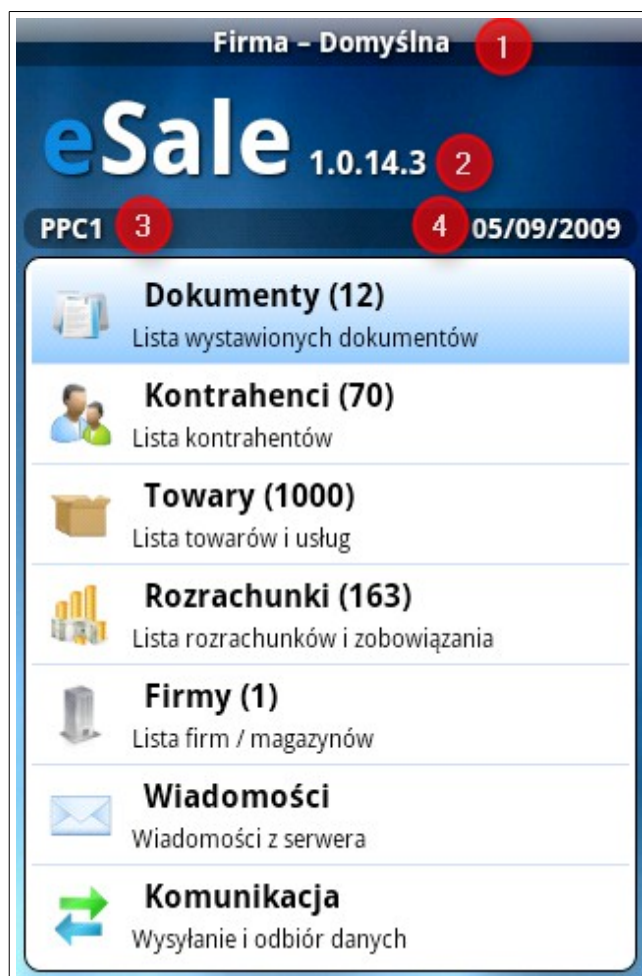 Firma – Domyślna 1
eSale 1.0.14.3 2
PPC1 3 4 05/09/2009
Dokumenty (12)
Lista wystawionych dokumentów
Kontrahenci (70)
Lista kontrahentów
Towary (1000)
Lista towarów i usług
Rozrachunki (163)
Lista rozrachunków i zobowiązania
Firmy (1)
Lista firm / magazynów
Wiadomości
Wiadomości z serwera
Komunikacja
Wysyłanie i odbiór danych